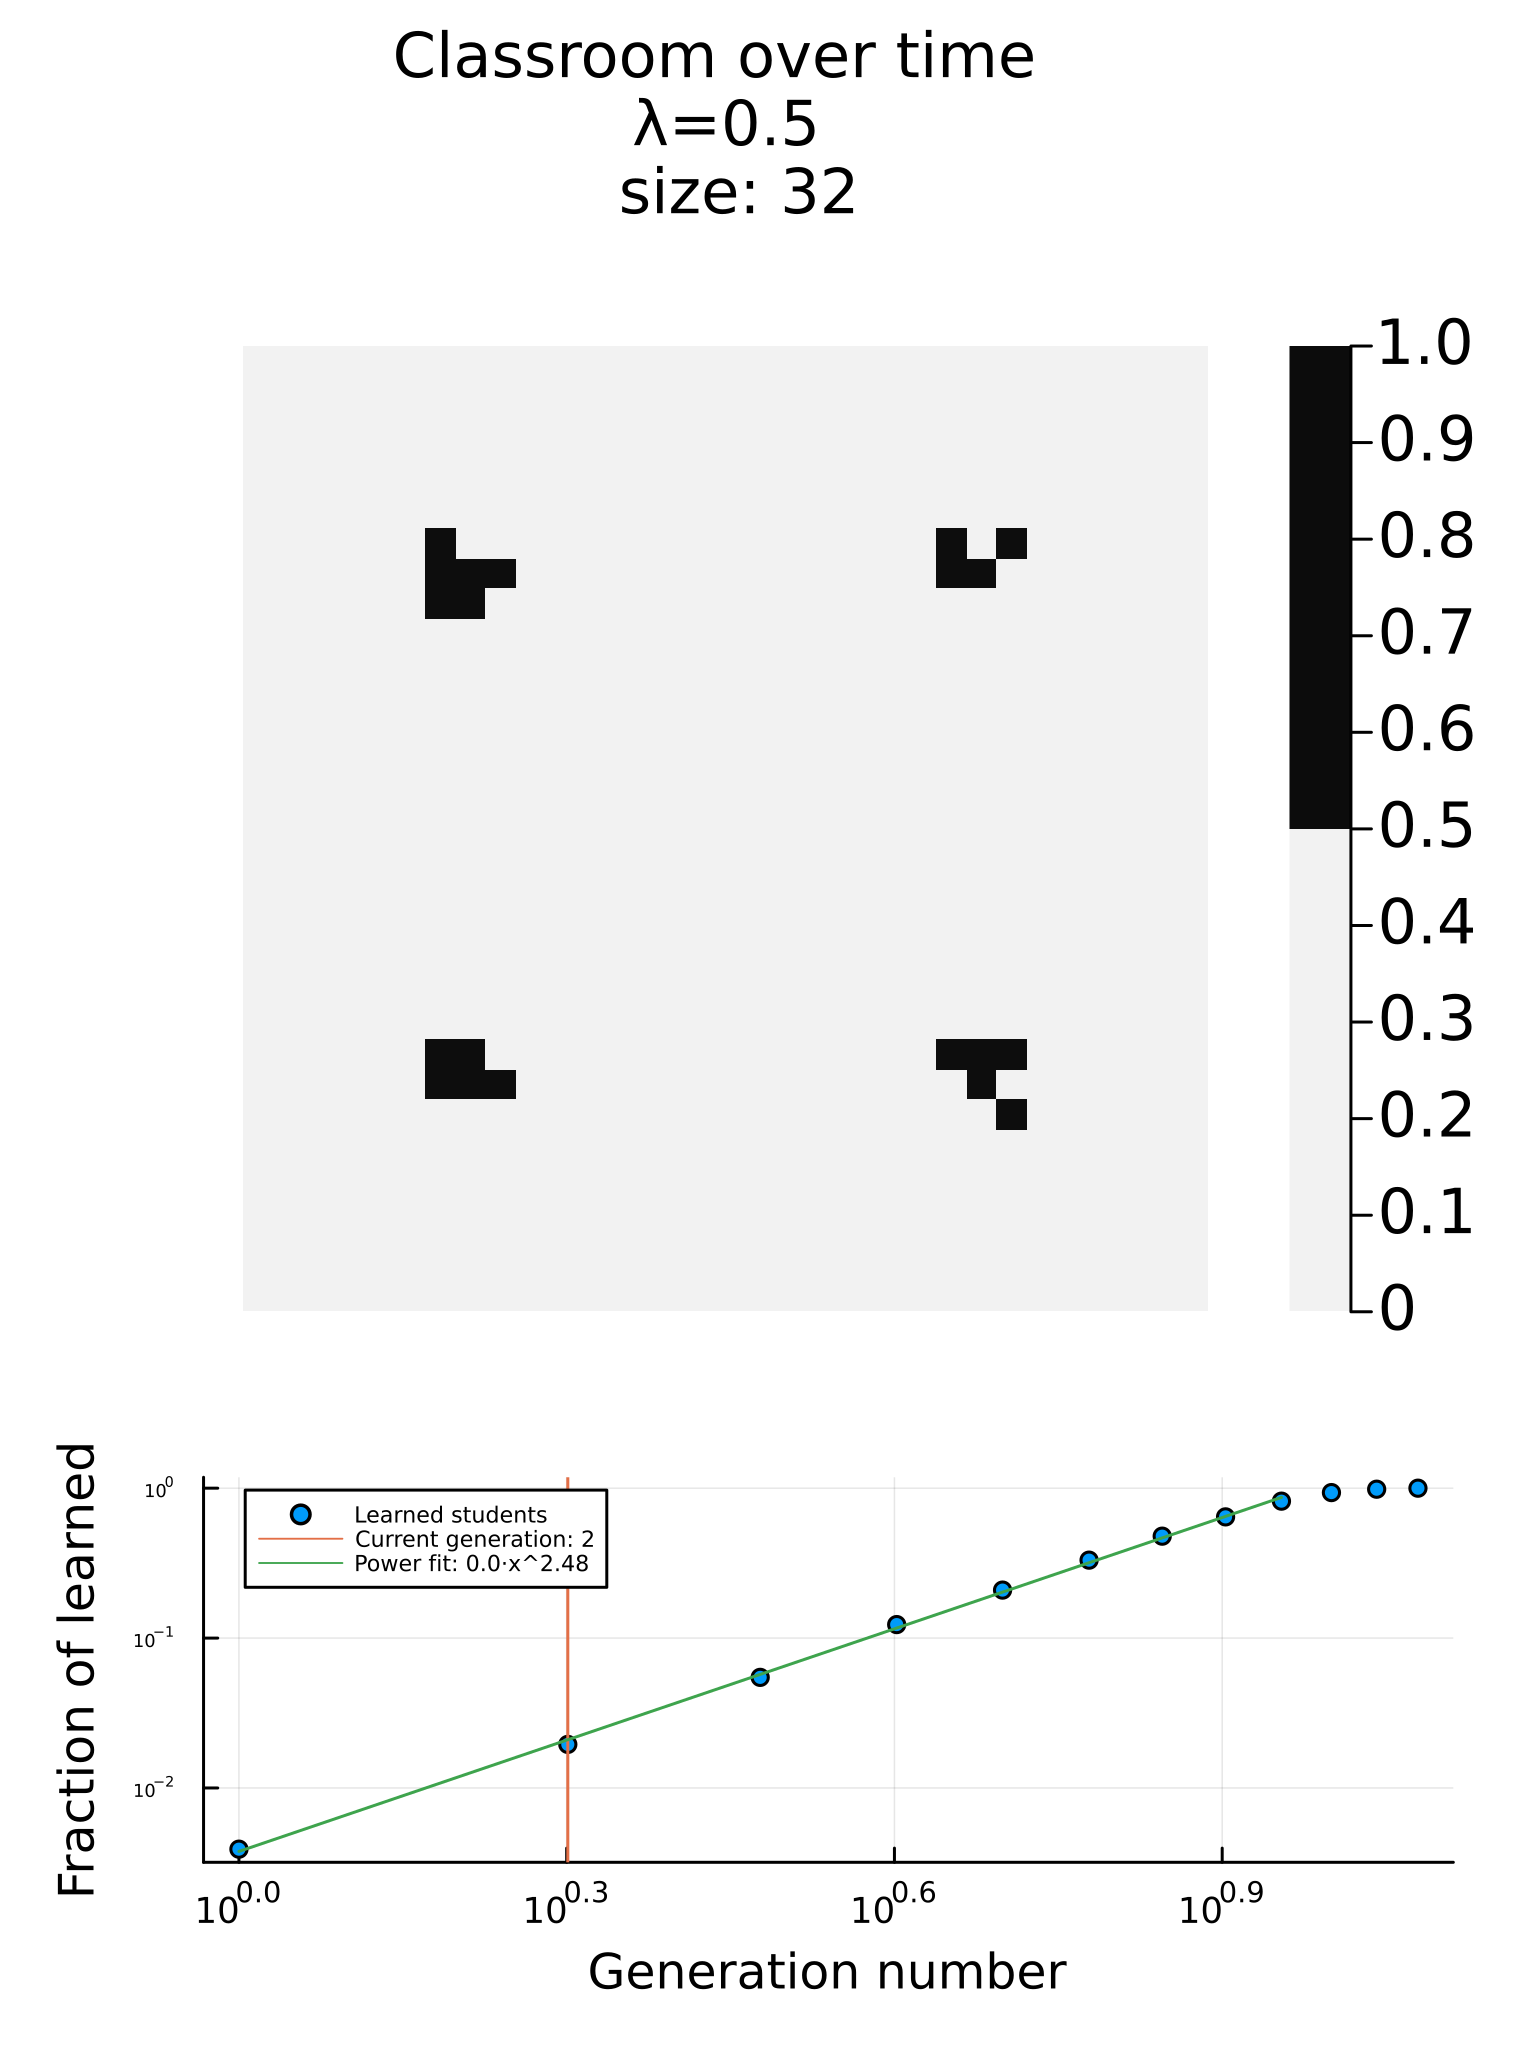 Classroom over time
λ=0.5
size: 32
1.0
0.9
0.8
0.7
0.6
0.5
0.4
0.3
0.2
0.1
0
Fraction of learned
10^0
10^-1
10^-2
Learned students
Current generation: 2
Power fit: 0.0·x^2.48
10^0.0 10^0.3 10^0.6 10^0.9
Generation number